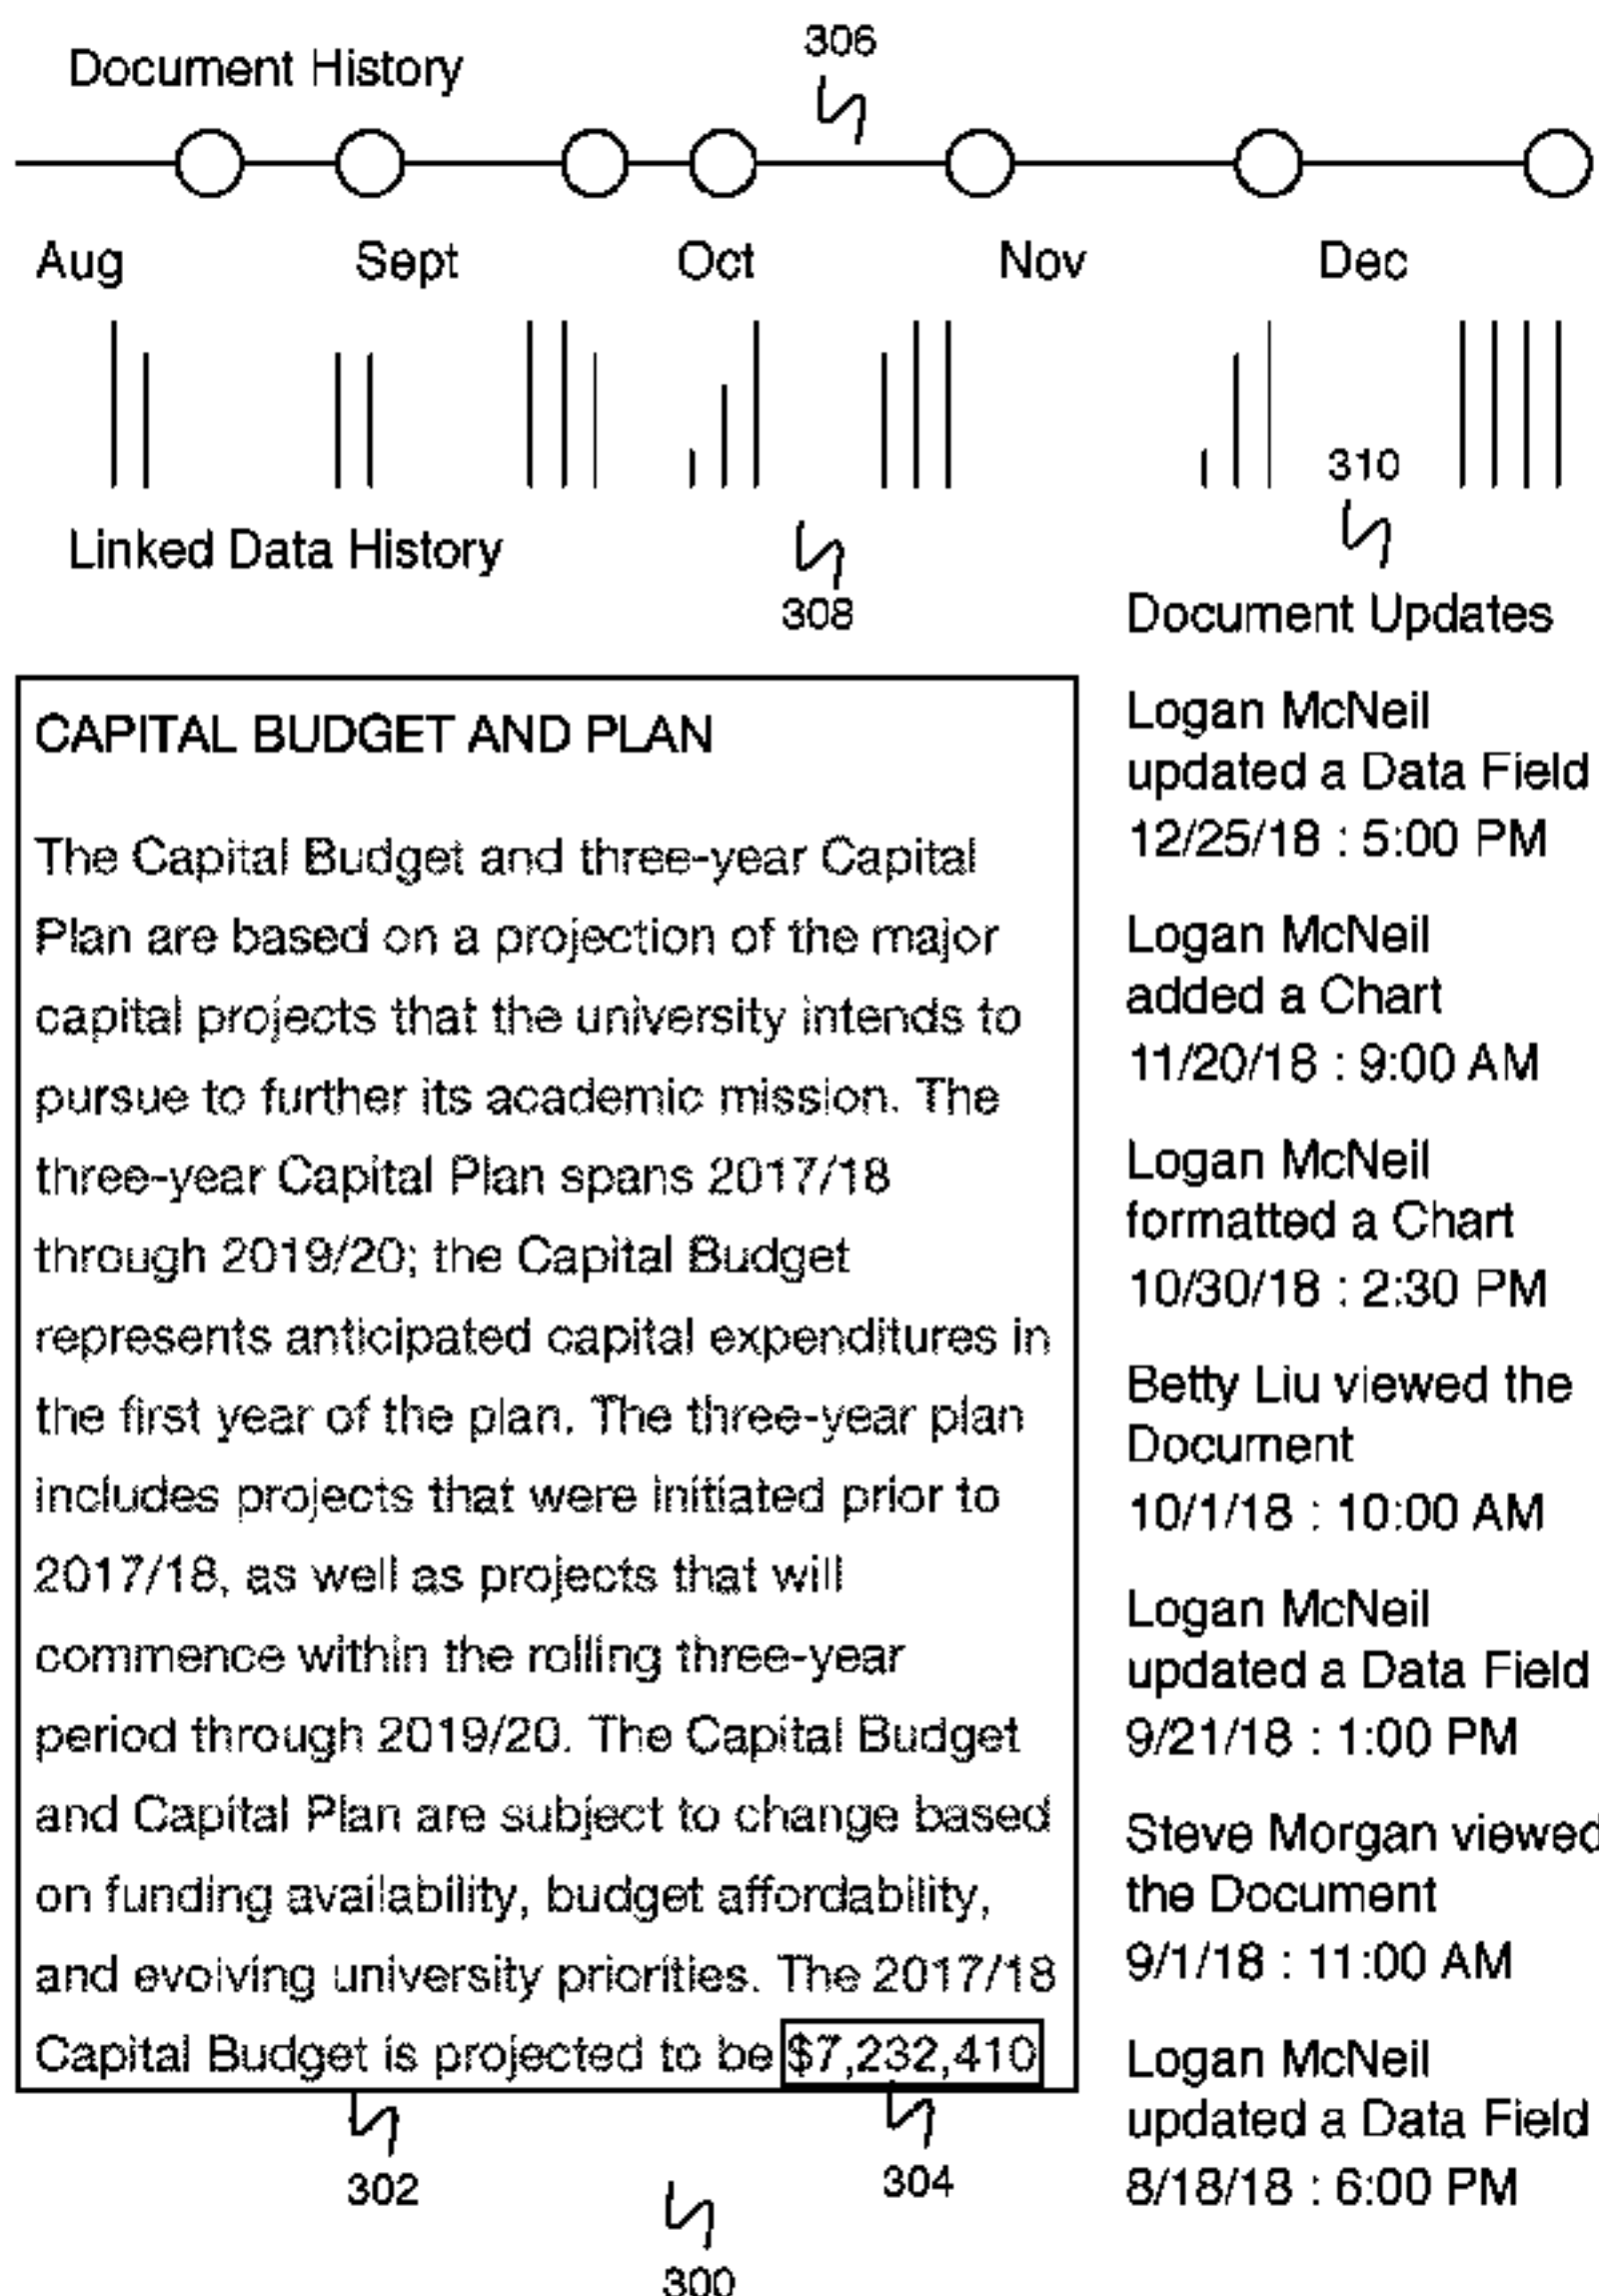 306
Document History
Aug Sept Oct Nov Dec
310
Linked Data History
308
CAPITAL BUDGET AND PLAN
The Capital Budget and three-year Capital
Plan are based on a projection of the major
capital projects that the university intends to
pursue to further its academic mission. The
three-year Capital Plan spans 2017/18
through 2019/20; the Capital Budget
represents anticipated capital expenditures in
the first year of the plan. The three-year plan
includes projects that were initiated prior to
2017/18, as well as projects that will
commence within the rolling three-year
period through 2019/20. The Capital Budget
and Capital Plan are subject to change based
on funding availability, budget affordability,
and evolving university priorities. The 2017/18
Capital Budget is projected to be $7,232,410
302
304
300
Document Updates
Logan McNeil
updated a Data Field
12/25/18 : 5:00 PM
Logan McNeil
added a Chart
11/20/18 : 9:00 AM
Logan McNeil
formatted a Chart
10/30/18 : 2:30 PM
Betty Liu viewed the
Document
10/1/18 : 10:00 AM
Logan McNeil
updated a Data Field
9/21/18 : 1:00 PM
Steve Morgan viewed
the Document
9/1/18 : 11:00 AM
Logan McNeil
updated a Data Field
8/18/18 : 6:00 PM